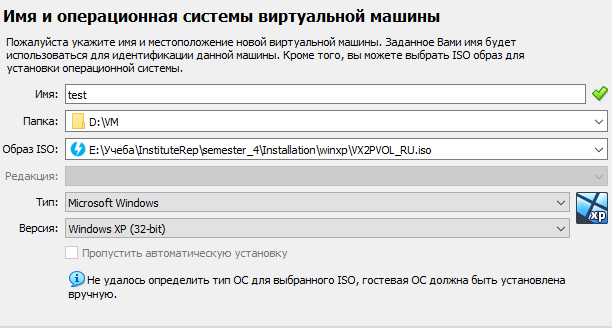 Имя и операционная системы виртуальной машины
Пожалуйста укажите имя и местоположение новой виртуальной машины. Заданное Вами имя будет
использоваться для идентификации данной машины. Кроме того, вы можете выбрать ISO образ для
установки операционной системы.
Имя: test
Папка: D:\VM
Образ ISO: E:\Учеба\InstituteRep\semester_4\Installation\winxp\VX2PVOL_RU.iso
Редакция:
Тип: Microsoft Windows
xp
Версия: Windows XP (32-bit)
Пропустить автоматическую установку
Не удалось определить тип ОС для выбранного ISO, гостевая ОС должна быть установлена
вручную.